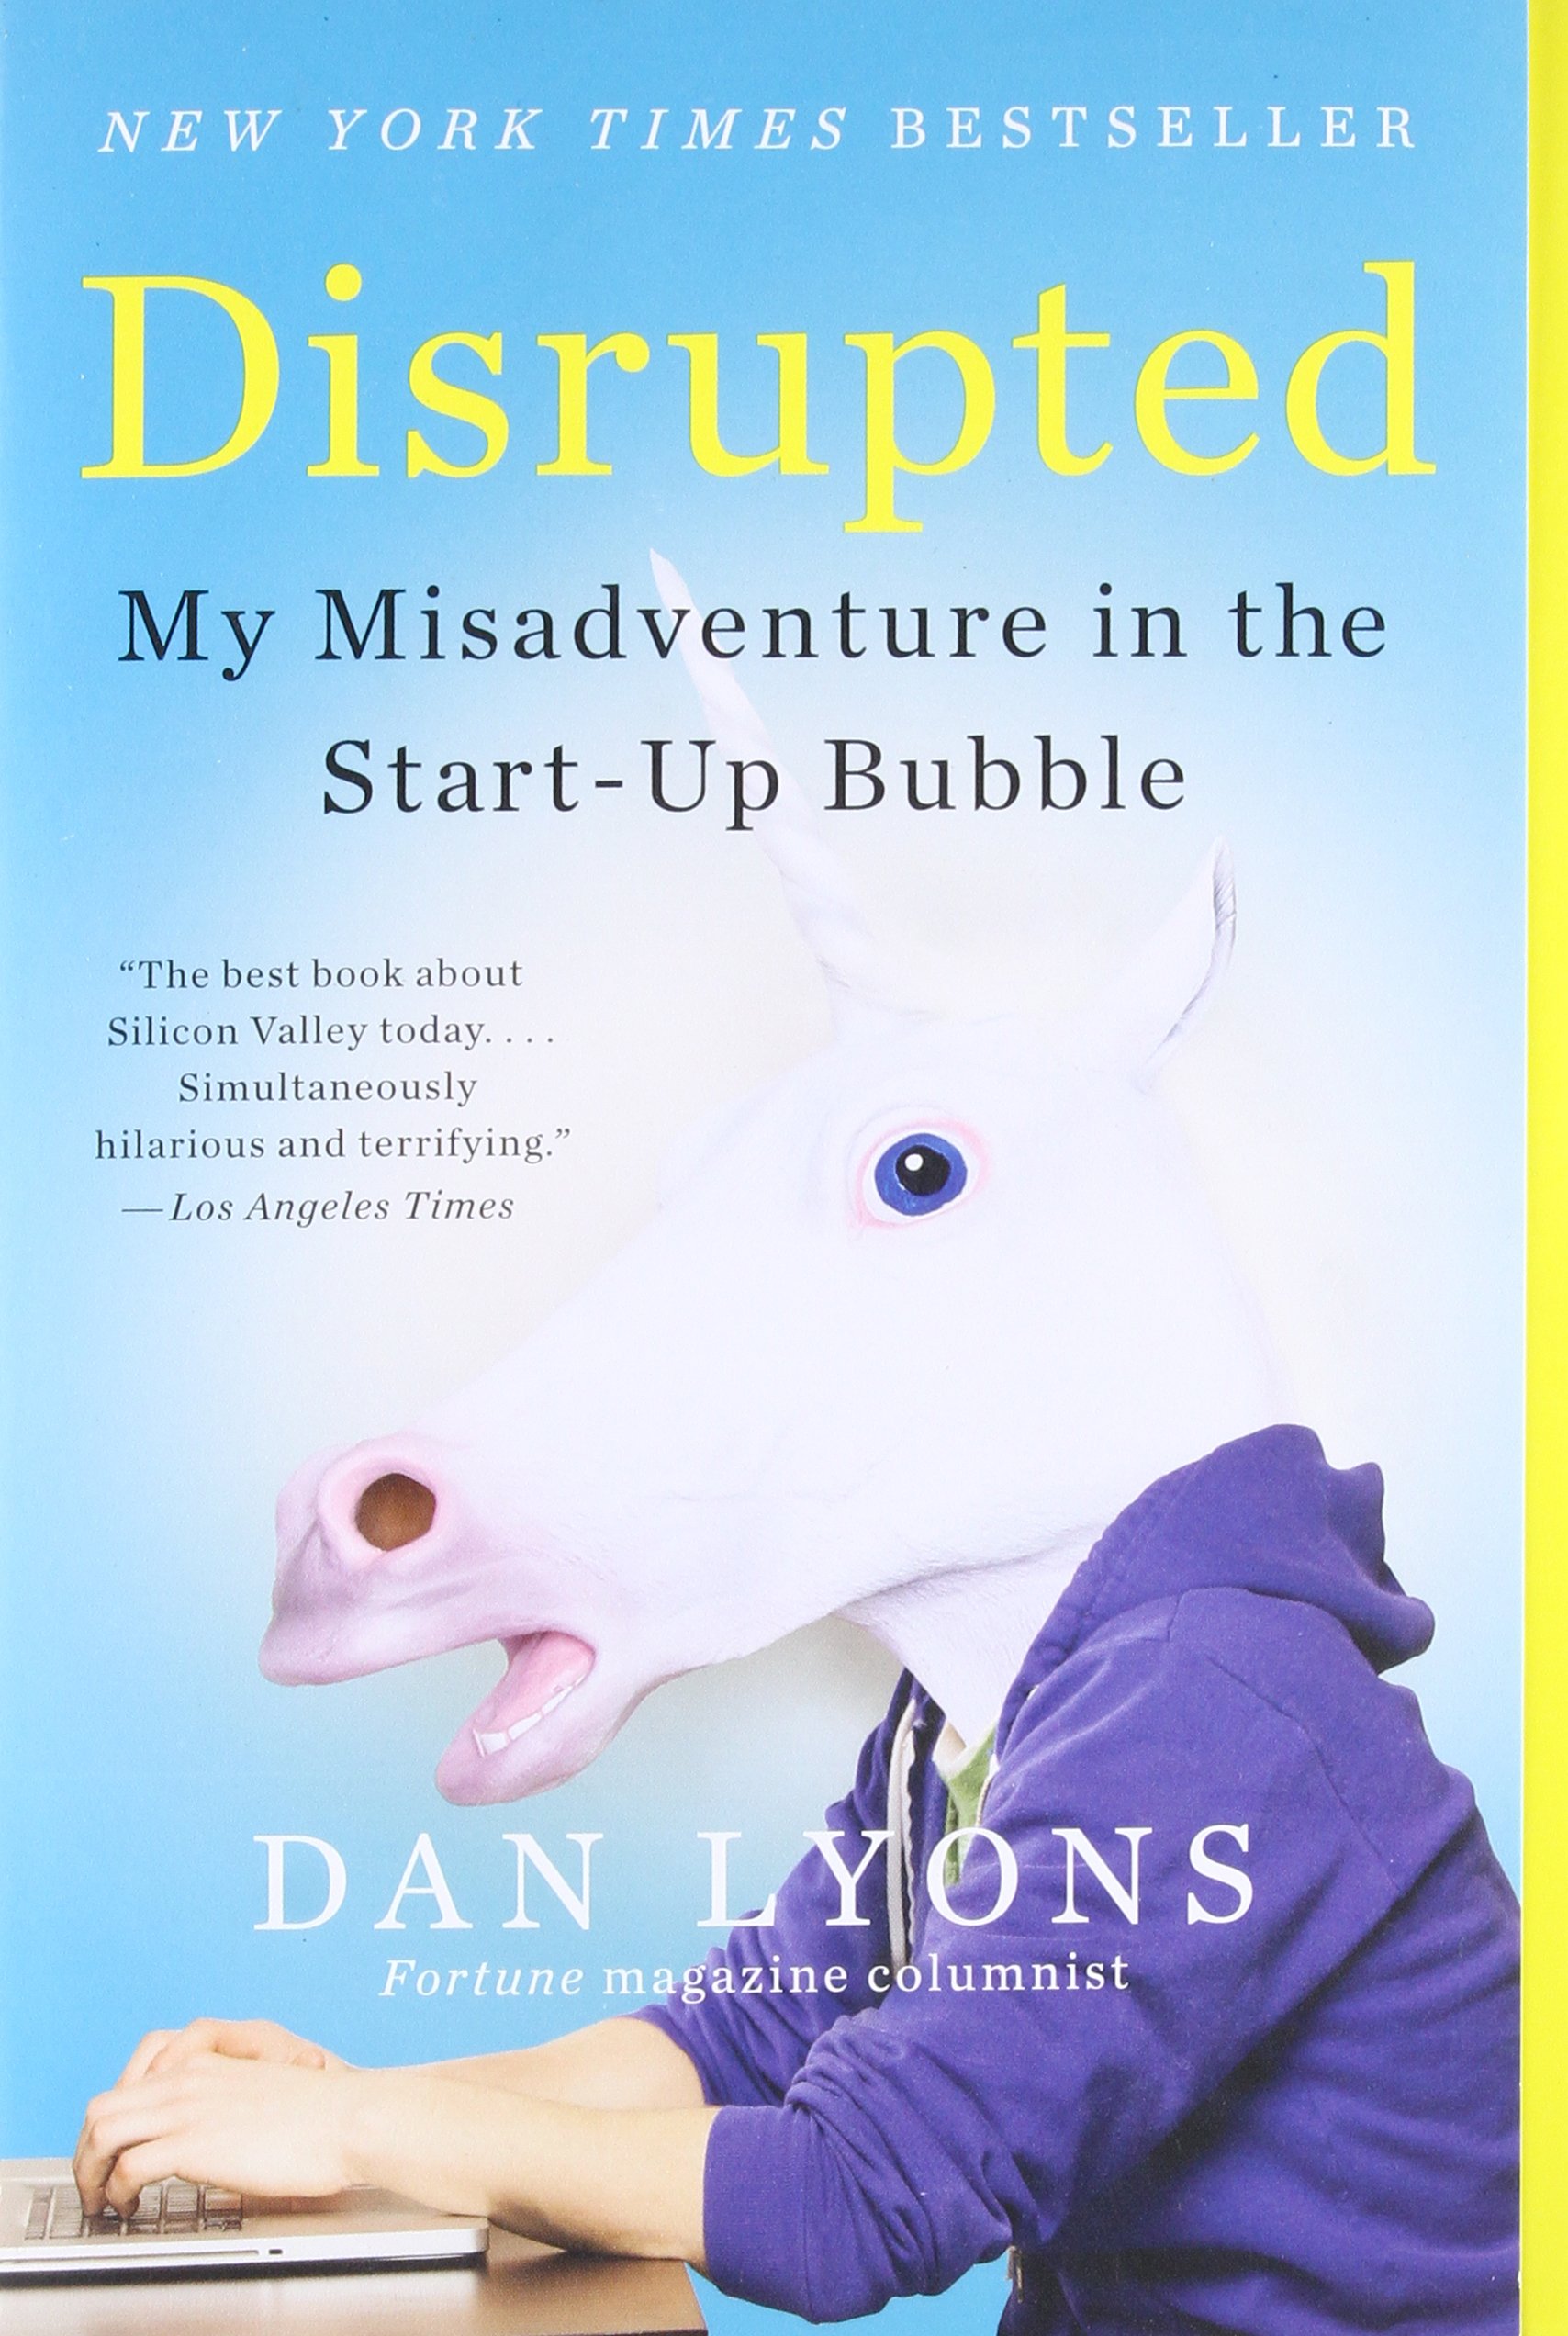 NEW YORK TIMES BESTSELLER
Disrupted
My Misadventure in the
Start-Up Bubble
“The best book about
Silicon Valley today. . . .
Simultaneously
hilarious and terrifying.”
—Los Angeles Times
DAN LYONS
Fortune magazine columnist